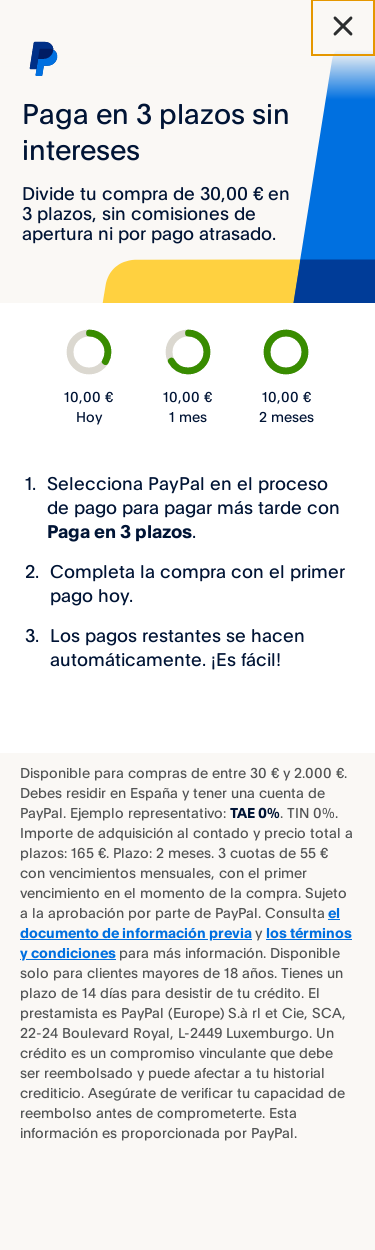 Paga en 3 plazos sin
intereses
Divide tu compra de 30,00 € en
3 plazos, sin comisiones de
apertura ni por pago atrasado.
10,00 € 10,00 € 10,00 €
Hoy 1 mes 2 meses
1. Selecciona PayPal en el proceso
de pago para pagar más tarde con
Paga en 3 plazos.
2. Completa la compra con el primer
pago hoy.
3. Los pagos restantes se hacen
automáticamente. ¡Es fácil!
Disponible para compras de entre 30 € y 2.000 €.
Debes residir en España y tener una cuenta de
PayPal. Ejemplo representativo: TAE 0%. TIN 0%.
Importe de adquisición al contado y precio total a
plazos: 165 €. Plazo: 2 meses. 3 cuotas de 55 €
con vencimientos mensuales, con el primer
vencimiento en el momento de la compra. Sujeto
a la aprobación por parte de PayPal. Consulta el
documento de información previa y los términos
y condiciones para más información. Disponible
solo para clientes mayores de 18 años. Tienes un
plazo de 14 días para desistir de tu crédito. El
prestamista es PayPal (Europe) S.à rl et Cie, SCA,
22-24 Boulevard Royal, L-2449 Luxemburgo. Un
crédito es un compromiso vinculante que debe
ser reembolsado y puede afectar a tu historial
crediticio. Asegúrate de verificar tu capacidad de
reembolso antes de comprometerte. Esta
información es proporcionada por PayPal.